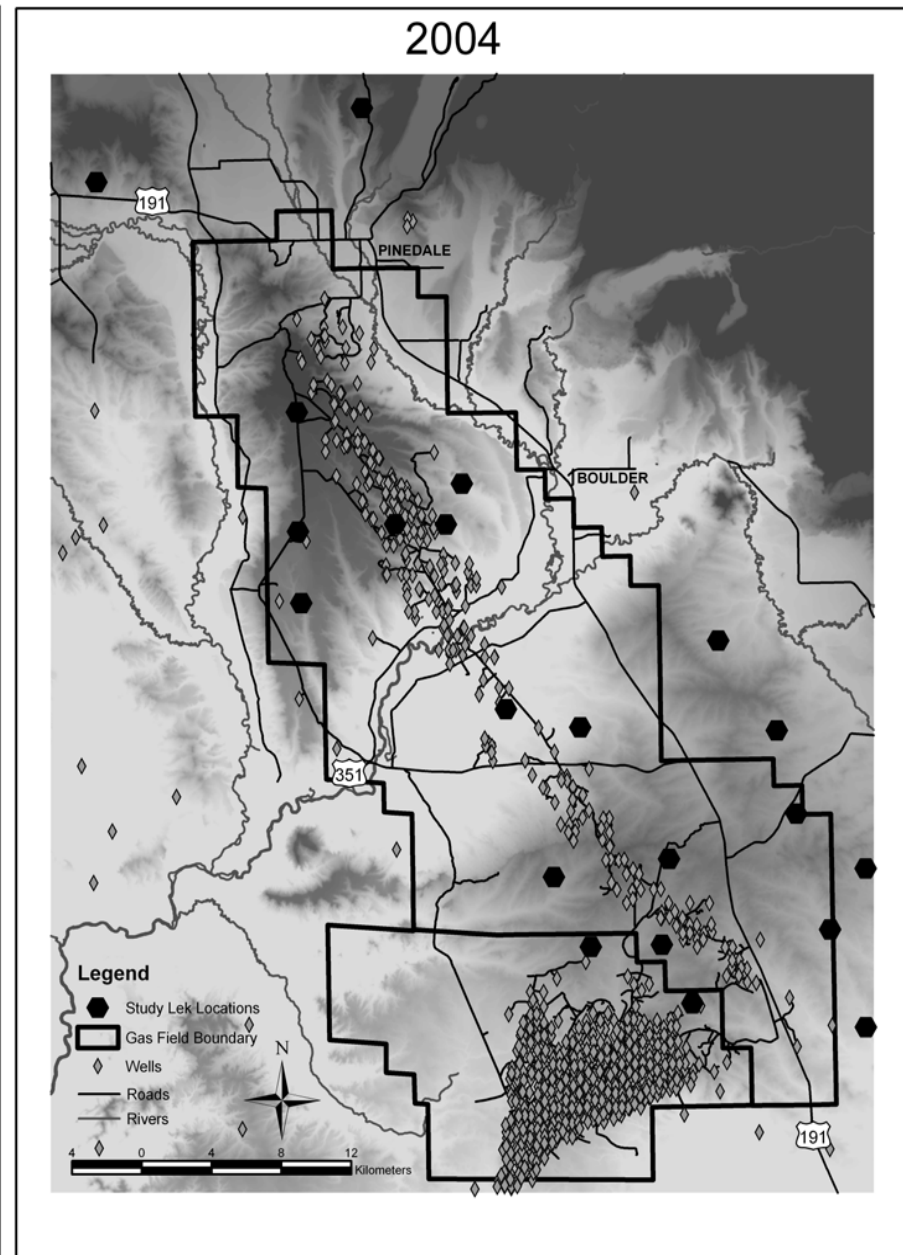 2004
191
PINEDALE
BOULDER
351
Legend
Study Lek Locations
Gas Field Boundary
Wells
N
Roads
Rivers
191
4 0 4 8 12
Kilometers